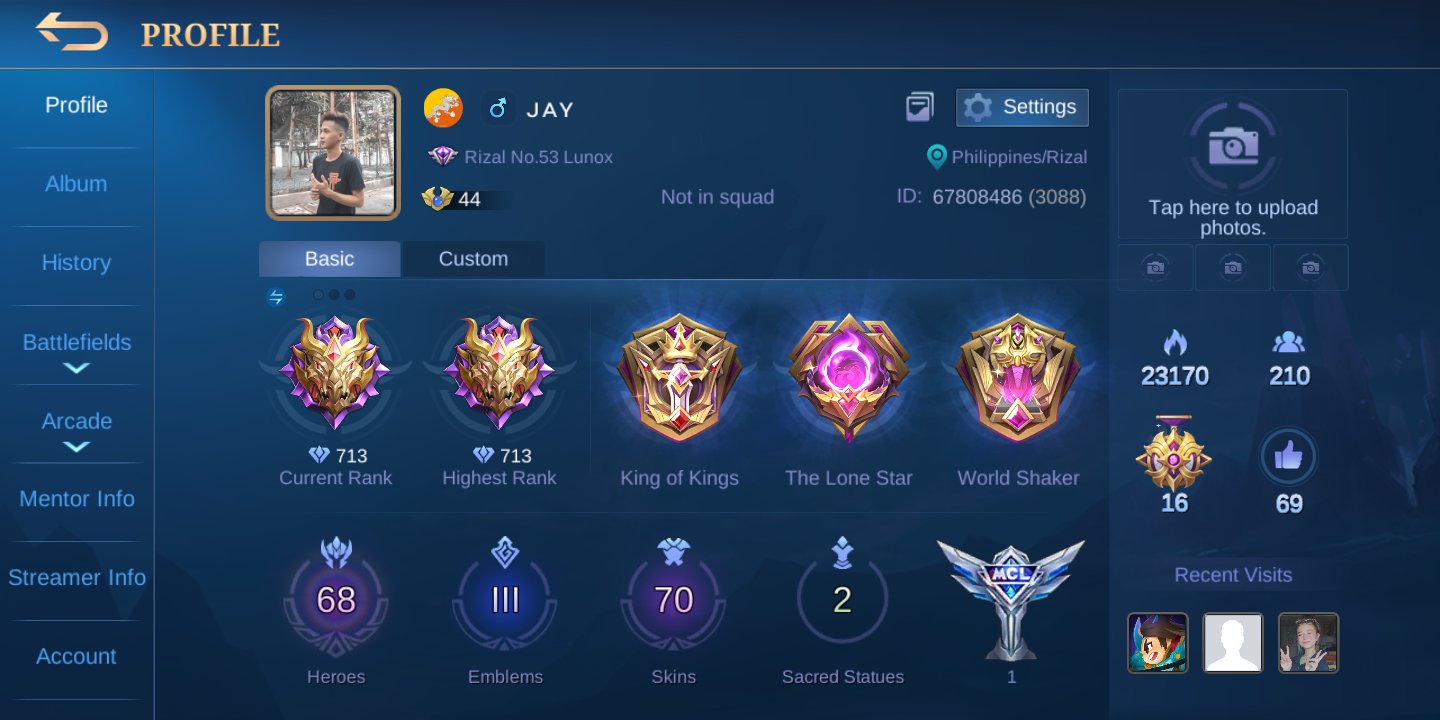 PROFILE
Profile
Album
History
Battlefields
Arcade
Mentor Info
Streamer Info
Account
JAY
Settings
Rizal No.53 Lunox
Philippines/Rizal
44
Not in squad
ID: 67808486 (3088)
Basic
Custom
713
Current Rank
713
Highest Rank
King of Kings
The Lone Star
World Shaker
68
Heroes
III
Emblems
70
Skins
2
Sacred Statues
MCL
1
Tap here to upload
photos.
23170
210
16
69
Recent Visits